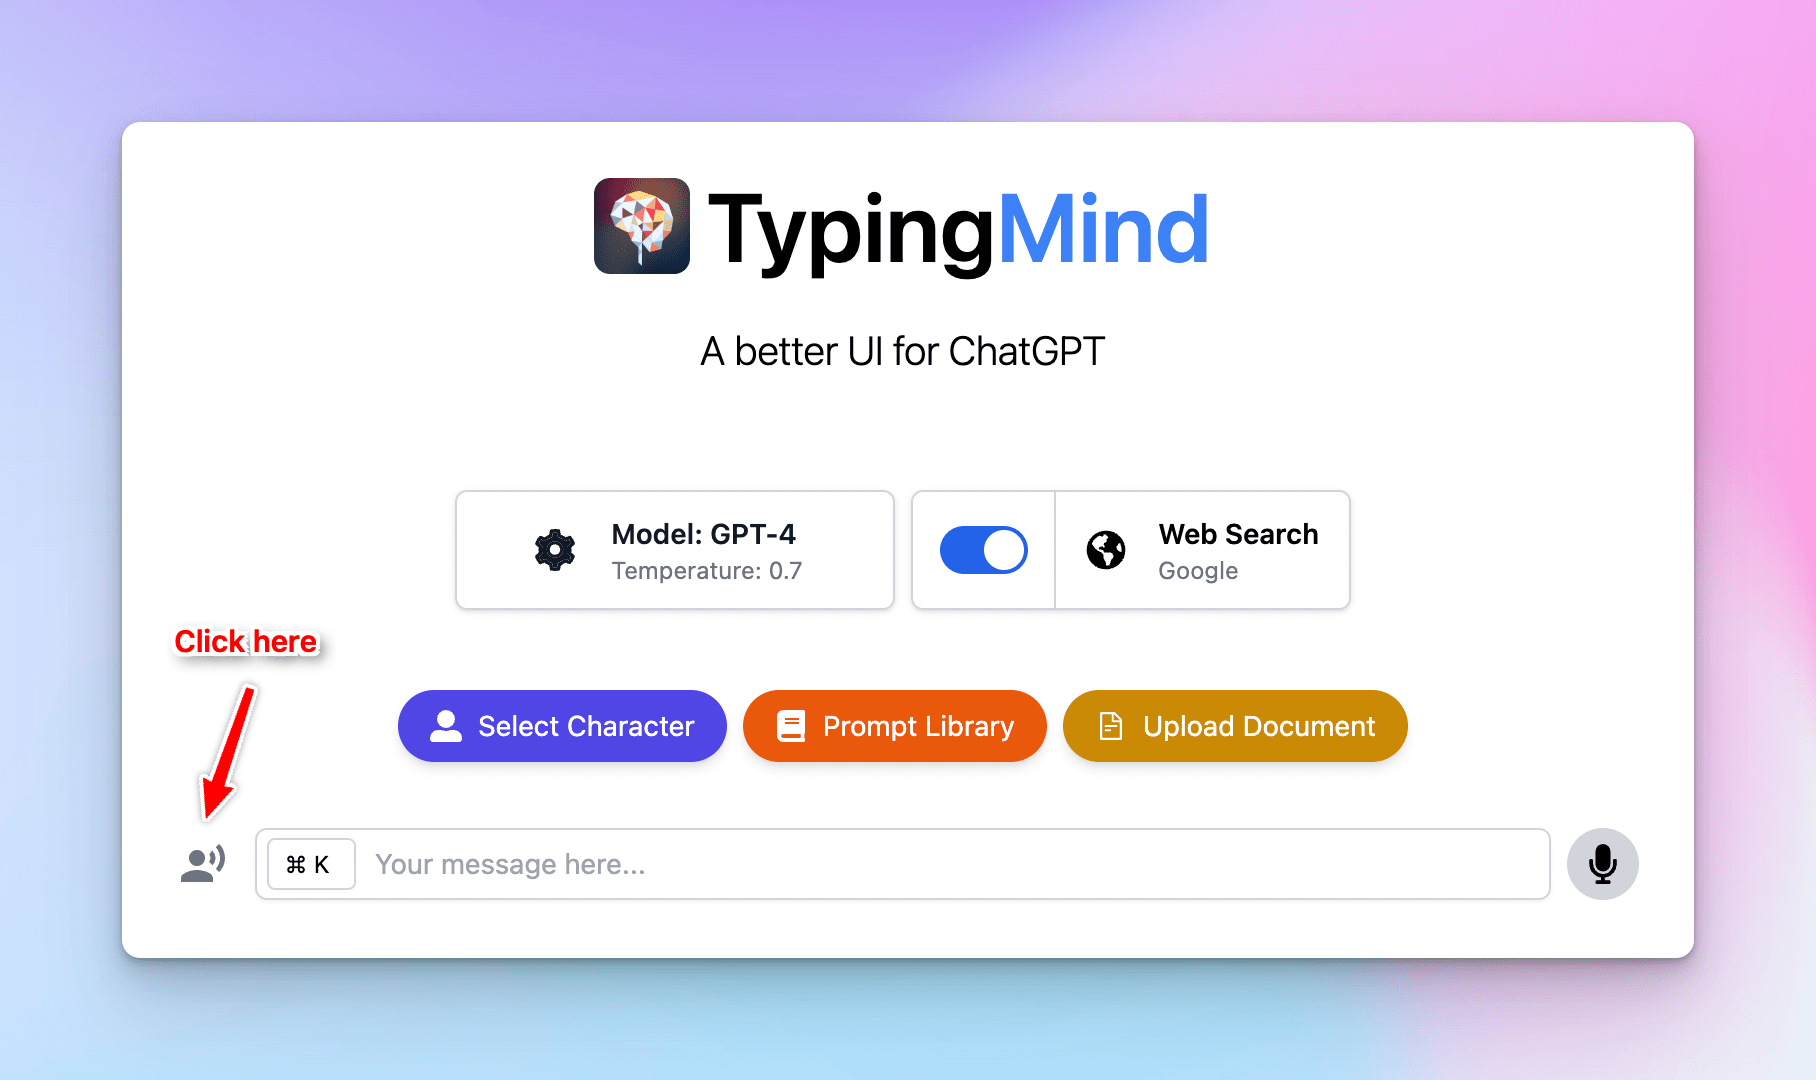 TypingMind
A better UI for ChatGPT
Model: GPT-4
Temperature: 0.7
Web Search
Google
Click here
Select Character
Prompt Library
Upload Document
⌘ K
Your message here...